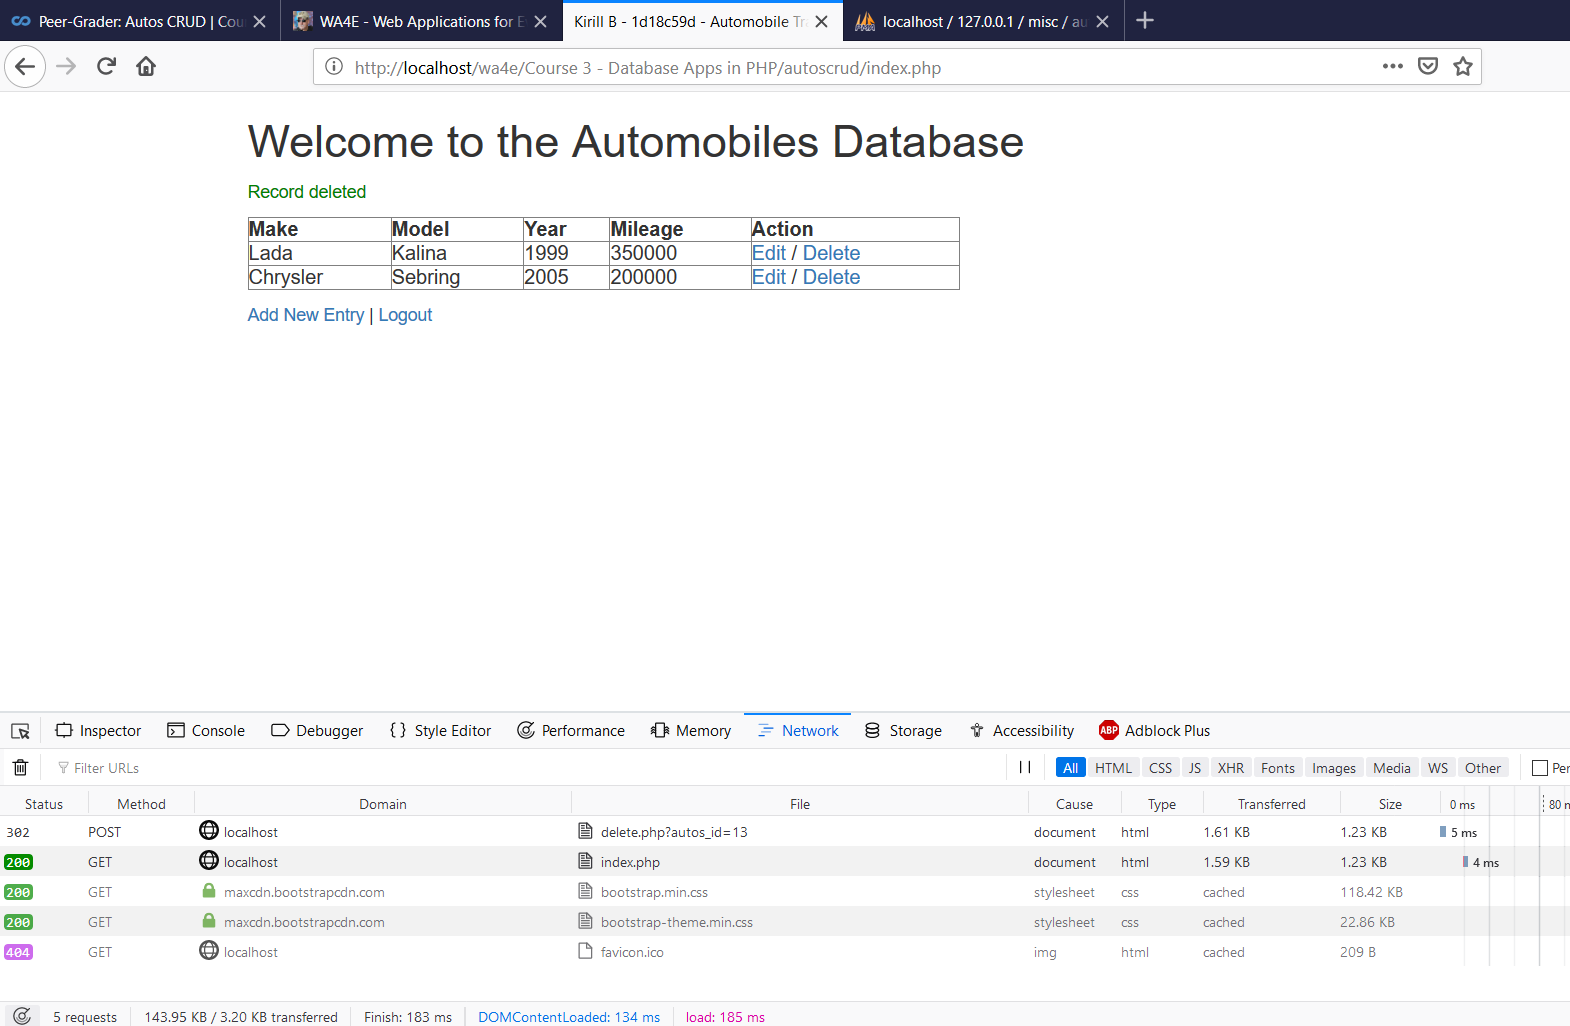 Peer-Grader: Autos CRUD | Cou
WA4E - Web Applications for E
Kirill B - 1d18c59d - Automobile Tr
localhost / 127.0.0.1 / misc / au
http://localhost/wa4e/Course 3 - Database Apps in PHP/autoscrud/index.php
Welcome to the Automobiles Database
Record deleted
Make Model Year Mileage Action
Lada Kalina 1999 350000 Edit / Delete
Chrysler Sebring 2005 200000 Edit / Delete
Add New Entry | Logout
Inspector Console Debugger {} Style Editor Performance Memory Network Storage Accessibility ABP Adblock Plus
Filter URLs All HTML CSS JS XHR Fonts Images Media WS Other Per
Status Method Domain File Cause Type Transferred Size 0 ms 80 m
302 POST localhost delete.php?autos_id=13 document html 1.61 KB 1.23 KB 5 ms
200 GET localhost index.php document html 1.59 KB 1.23 KB 4 ms
200 GET maxcdn.bootstrapcdn.com bootstrap.min.css stylesheet css cached 118.42 KB
200 GET maxcdn.bootstrapcdn.com bootstrap-theme.min.css stylesheet css cached 22.86 KB
404 GET localhost favicon.ico img html cached 209 B
5 requests 143.95 KB / 3.20 KB transferred Finish: 183 ms DOMContentLoaded: 134 ms load: 185 ms